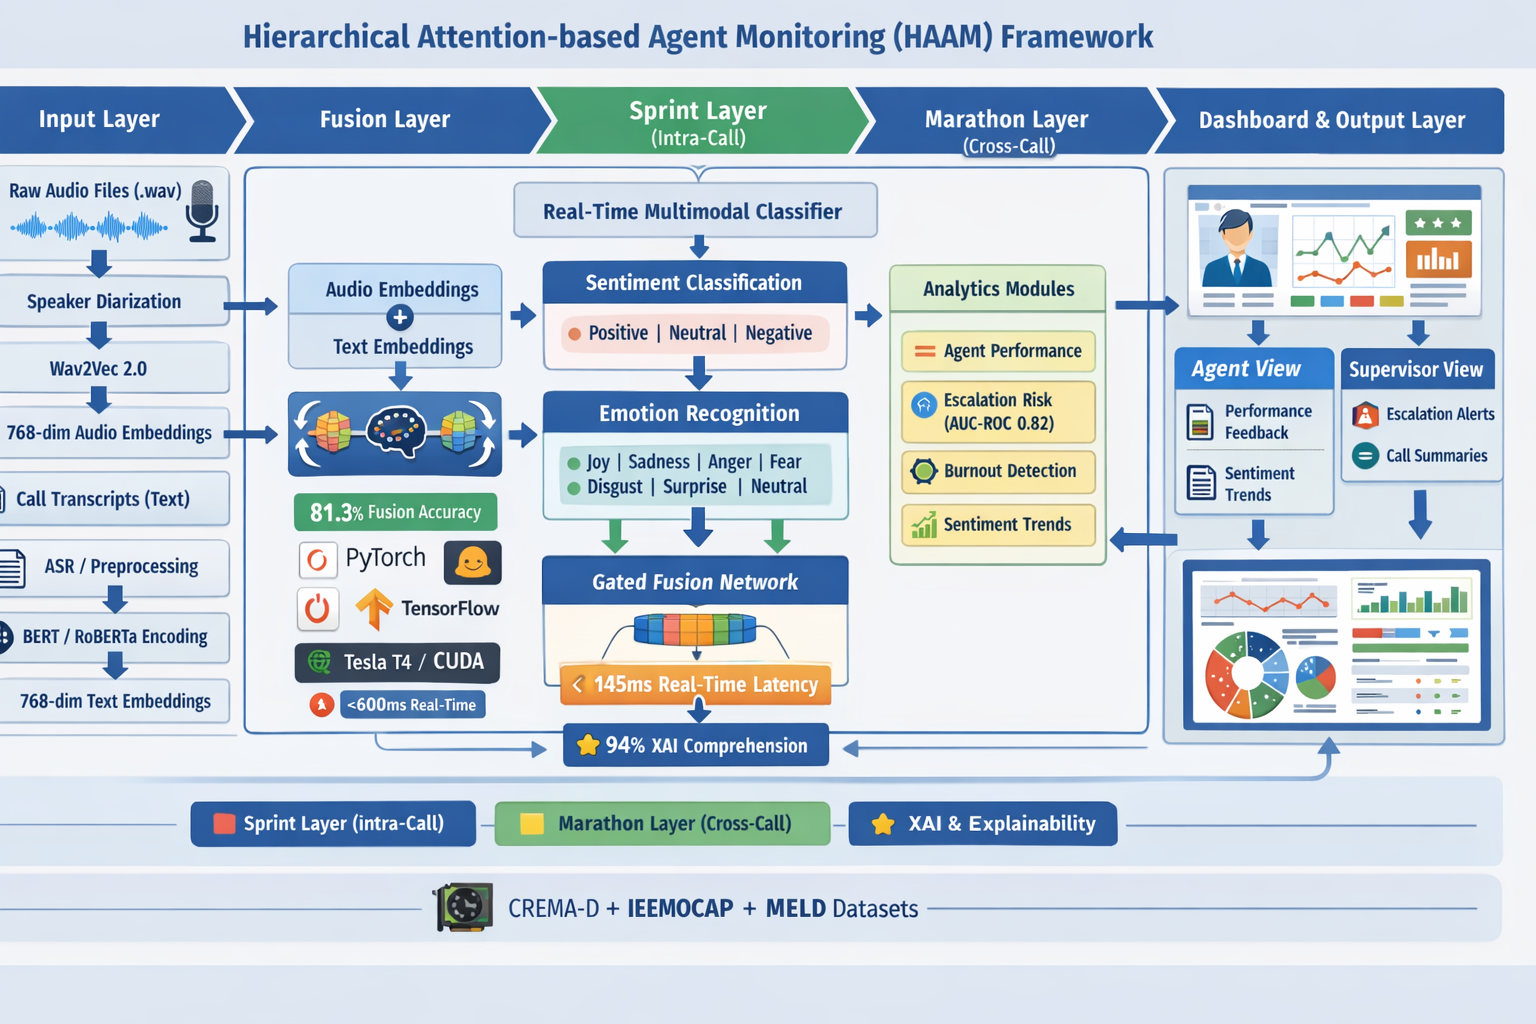 Hierarchical Attention-based Agent Monitoring (HAAM) Framework
Input Layer
Fusion Layer
Sprint Layer
(Intra-Call)
Marathon Layer
(Cross-Call)
Dashboard & Output Layer
Raw Audio Files (.wav)
Speaker Diarization
Wav2Vec 2.0
768-dim Audio Embeddings
Call Transcripts (Text)
ASR / Preprocessing
BERT / RoBERTa Encoding
768-dim Text Embeddings
Audio Embeddings
+
Text Embeddings
81.3% Fusion Accuracy
PyTorch
TensorFlow
Tesla T4 / CUDA
<600ms Real-Time
Real-Time Multimodal Classifier
Sentiment Classification
Positive | Neutral | Negative
Emotion Recognition
Joy | Sadness | Anger | Fear
Disgust | Surprise | Neutral
Gated Fusion Network
< 145ms Real-Time Latency
94% XAI Comprehension
Analytics Modules
Agent Performance
Escalation Risk
(AUC-ROC 0.82)
Burnout Detection
Sentiment Trends
Agent View
Performance
Feedback
Sentiment
Trends
Supervisor View
Escalation Alerts
Call Summaries
Sprint Layer (intra-Call)
Marathon Layer (Cross-Call)
XAI & Explainability
CREMA-D + IEEMOCAP + MELD Datasets